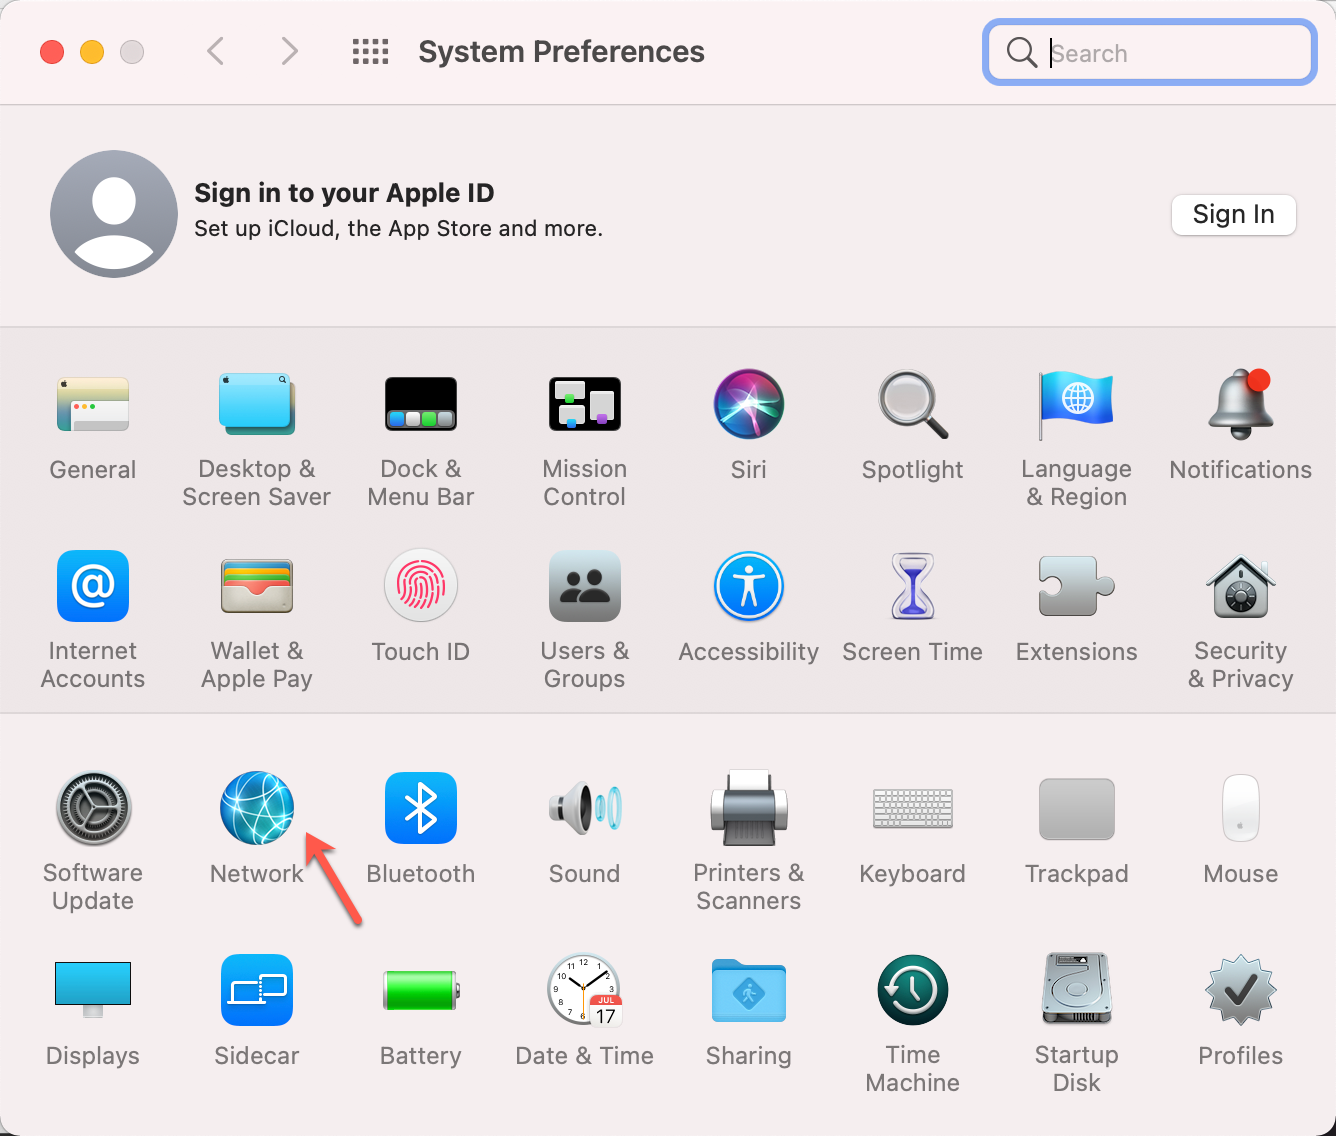 System Preferences
Search
Sign in to your Apple ID
Set up iCloud, the App Store and more.
Sign In
General
Desktop &
Screen Saver
Dock &
Menu Bar
Mission
Control
Siri
Spotlight
Language
& Region
Notifications
Internet
Accounts
Wallet &
Apple Pay
Touch ID
Users &
Groups
Accessibility
Screen Time
Extensions
Security
& Privacy
Software
Update
Network
Bluetooth
Sound
Printers &
Scanners
Keyboard
Trackpad
Mouse
JUL
17
Displays
Sidecar
Battery
Date & Time
Sharing
Time
Machine
Startup
Disk
Profiles